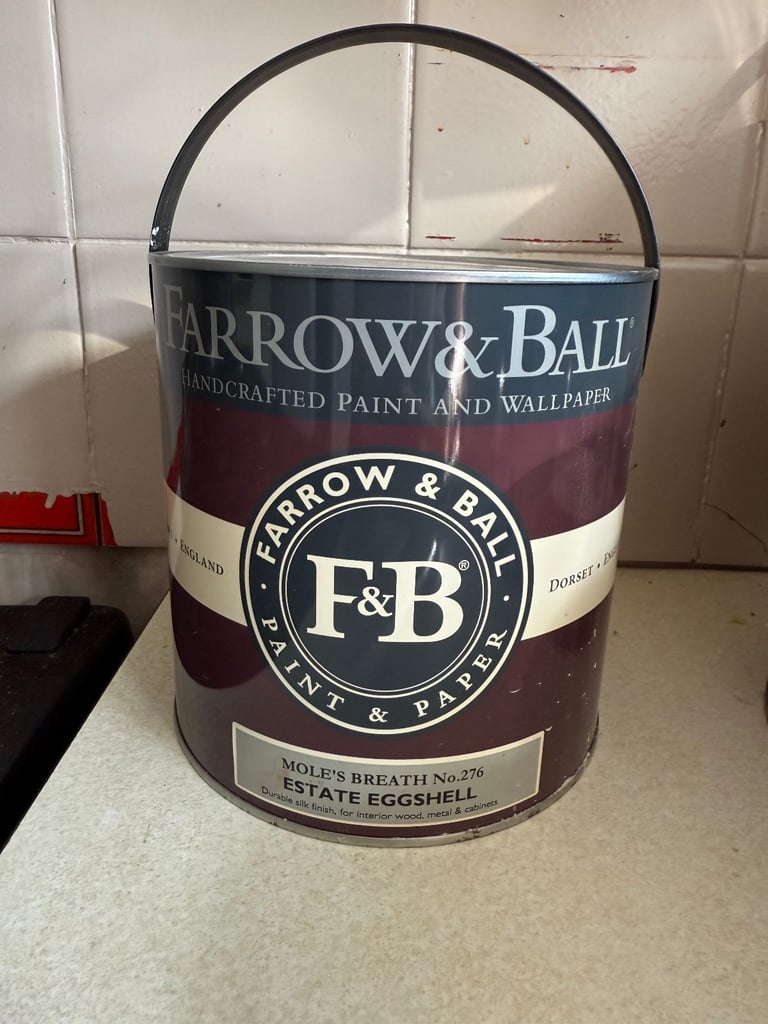 FARROW & BALL®
HANDCRAFTED PAINT AND WALLPAPER
FARROW & BALL
F&B®
• ENGLAND
DORSET •
PAINT & PAPER
MOLE'S BREATH No.276
ESTATE EGGSHELL
Durable silk finish, for interior wood, metal & cabinets